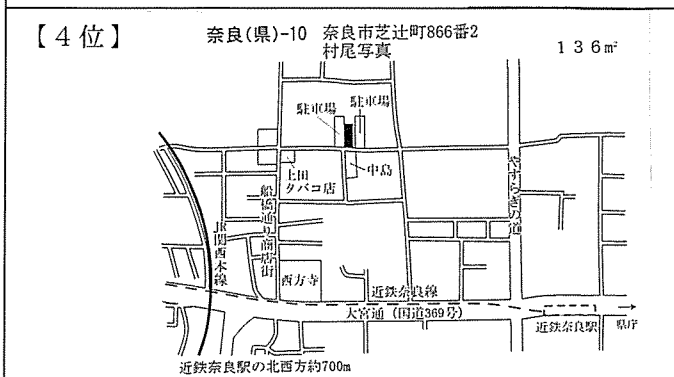 【4位】
奈良(県)-10 奈良市芝辻町866番2
村尾写真
136㎡
駐車場
駐車場
上田
タバコ店
中島
船橋通り商店街
やすらぎの道
JR関西本線
西方寺
近鉄奈良線
大宮通(国道369号)
近鉄奈良駅
県庁
近鉄奈良駅の北西方約700m